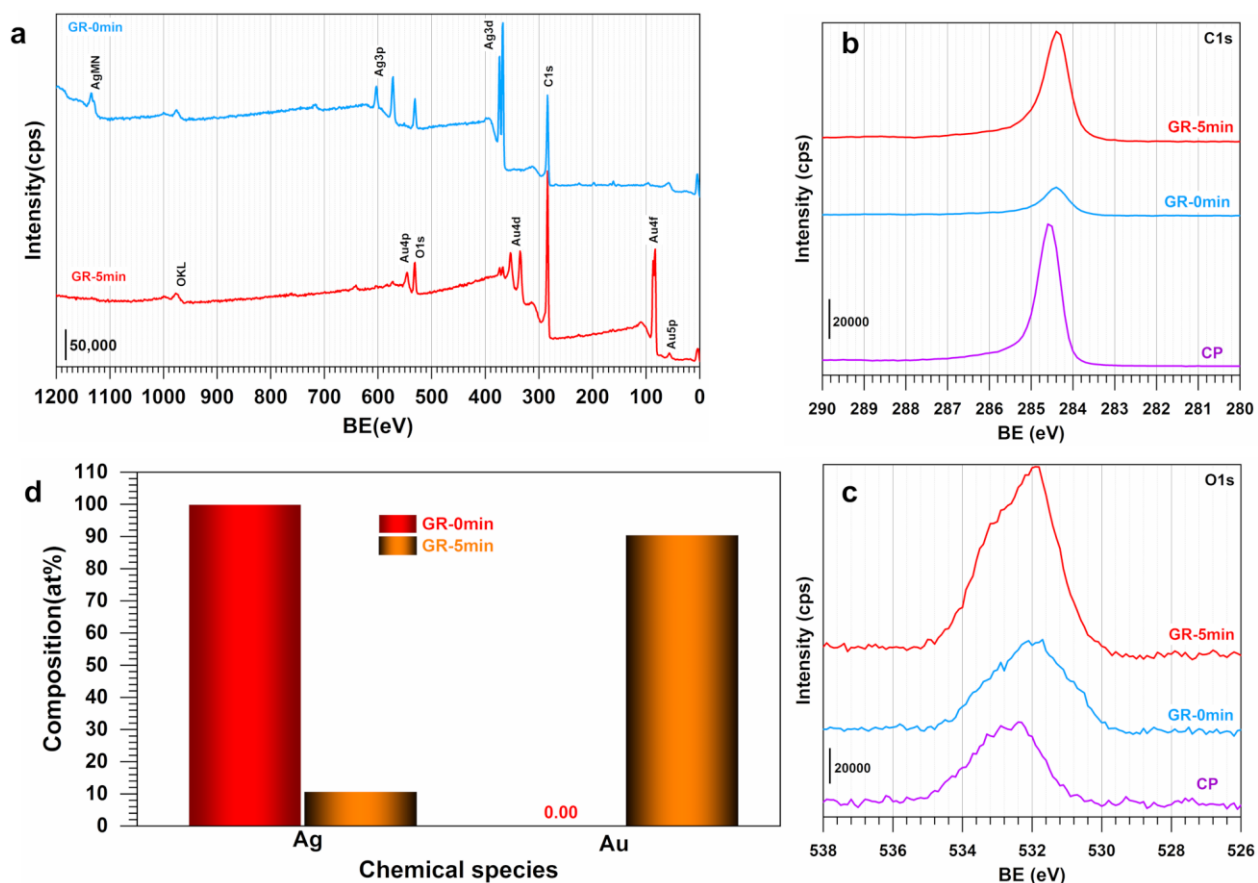 a
GR-0min
AgMN
Ag3p
Ag3d
C1s
GR-5min
OKL
Au4p
O1s
Au4d
Au4f
Au5p
50,000
Intensity(cps)
1200 1100 1000 900 800 700 600 500 400 300 200 100 0
BE(eV)
b
C1s
GR-5min
GR-0min
20000
CP
Intensity (cps)
290 289 288 287 286 285 284 283 282 281 280
BE (eV)
d
110
100
90
80
70
60
50
40
30
20
10
0
Composition(at%)
GR-0min
GR-5min
0.00
Ag Au
Chemical species
c
O1s
GR-5min
GR-0min
20000
CP
Intensity (cps)
538 536 534 532 530 528 526
BE (eV)